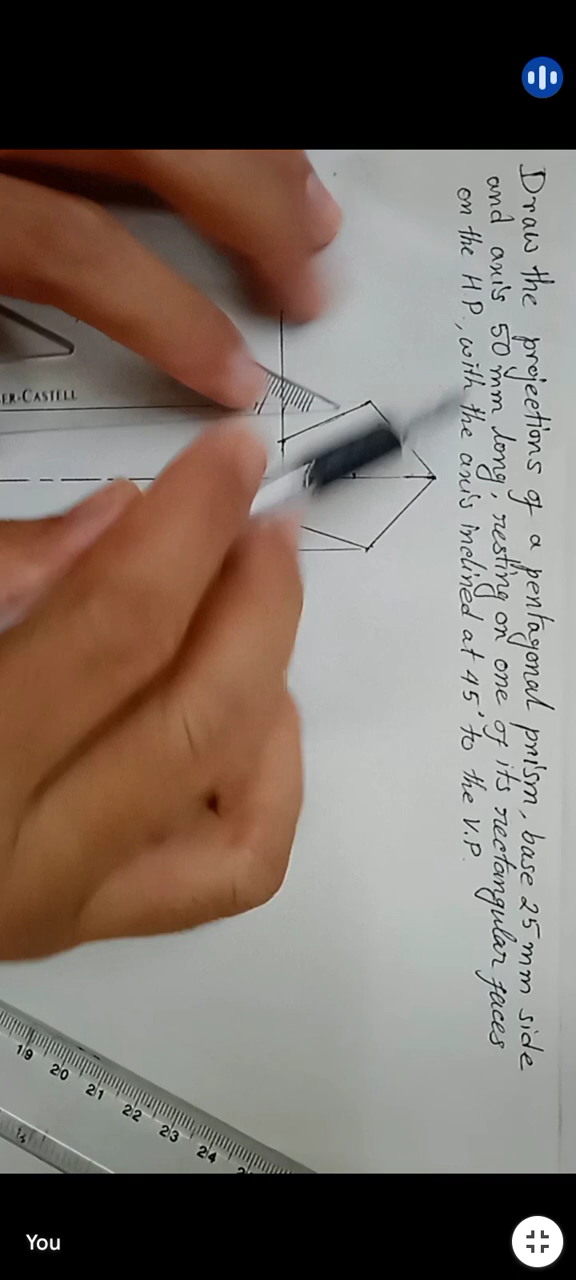 Draw the projections of a pentagonal prism, base 25 mm side
and axis 50 mm long, resting on one of its rectangular faces
on the H.P., with the axis inclined at 45° to the V.P.
ER-CASTELL
19 20 21 22 23 24
You